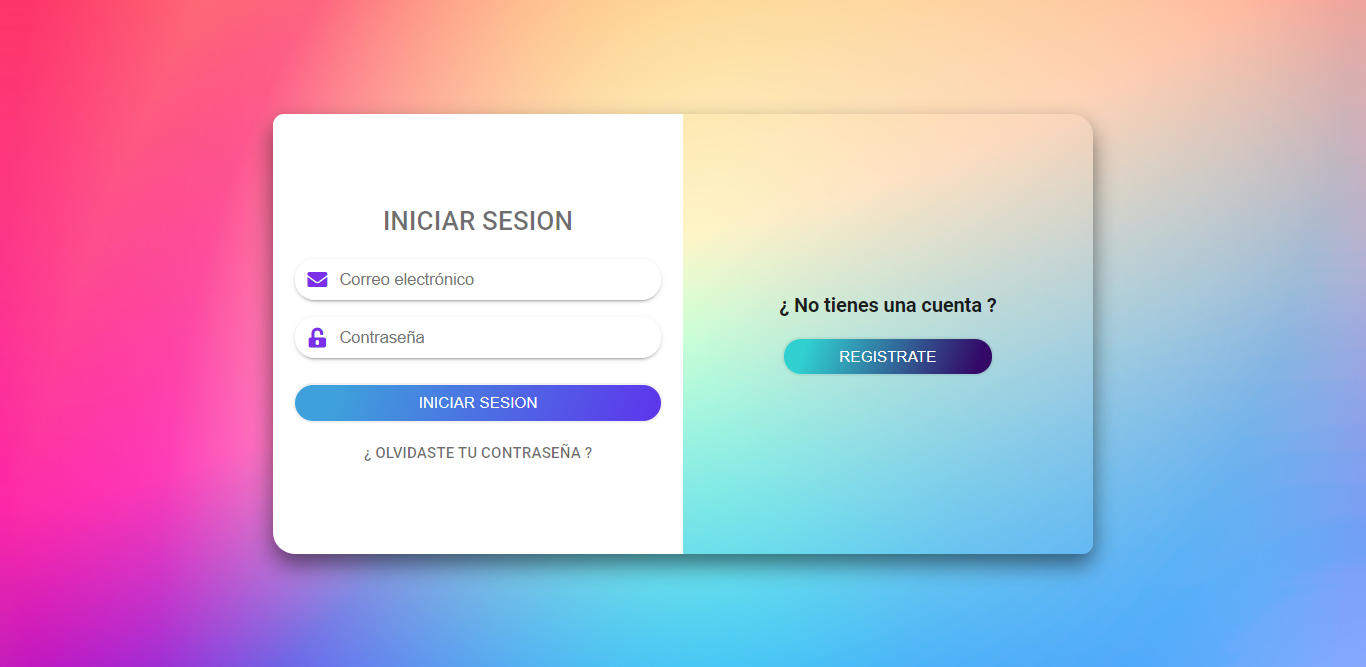 INICIAR SESION
Correo electrónico
Contraseña
INICIAR SESION
¿ OLVIDASTE TU CONTRASEÑA ?
¿ No tienes una cuenta ?
REGISTRATE